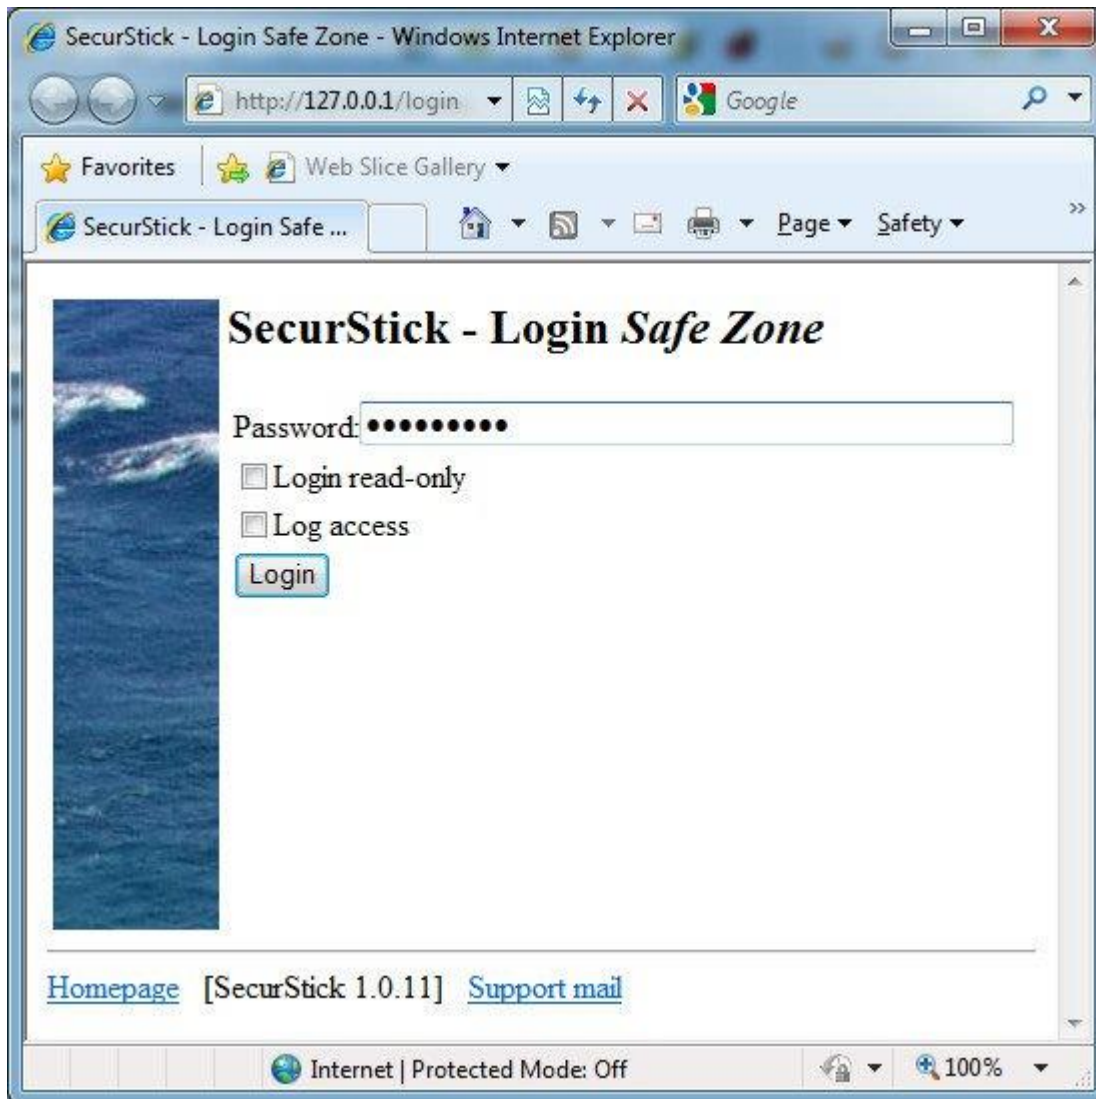 SecurStick - Login Safe Zone - Windows Internet Explorer
http://127.0.0.1/login
Google
Favorites
Web Slice Gallery
SecurStick - Login Safe ...
Page
Safety
»
SecurStick - Login Safe Zone
Password: •••••••••
Login read-only
Log access
Login
Homepage [SecurStick 1.0.11] Support mail
Internet | Protected Mode: Off
100%